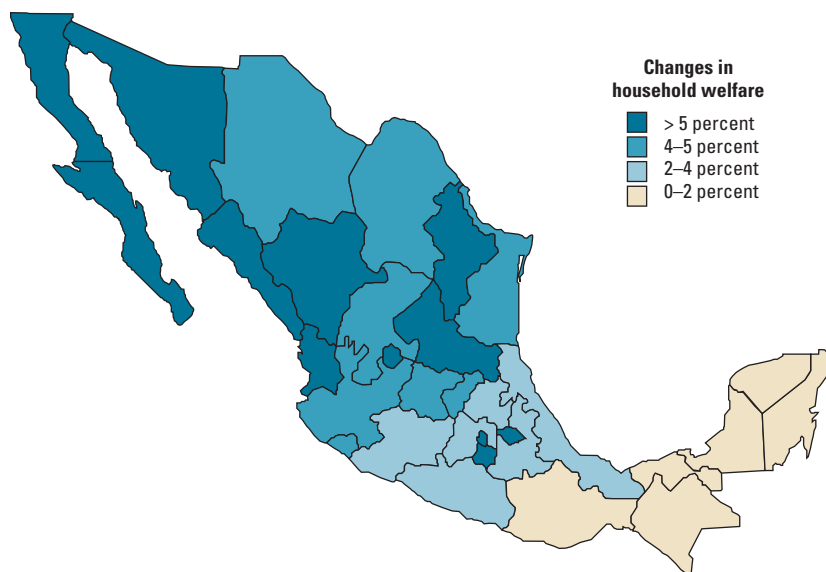 Changes in
household welfare
> 5 percent
4–5 percent
2–4 percent
0–2 percent